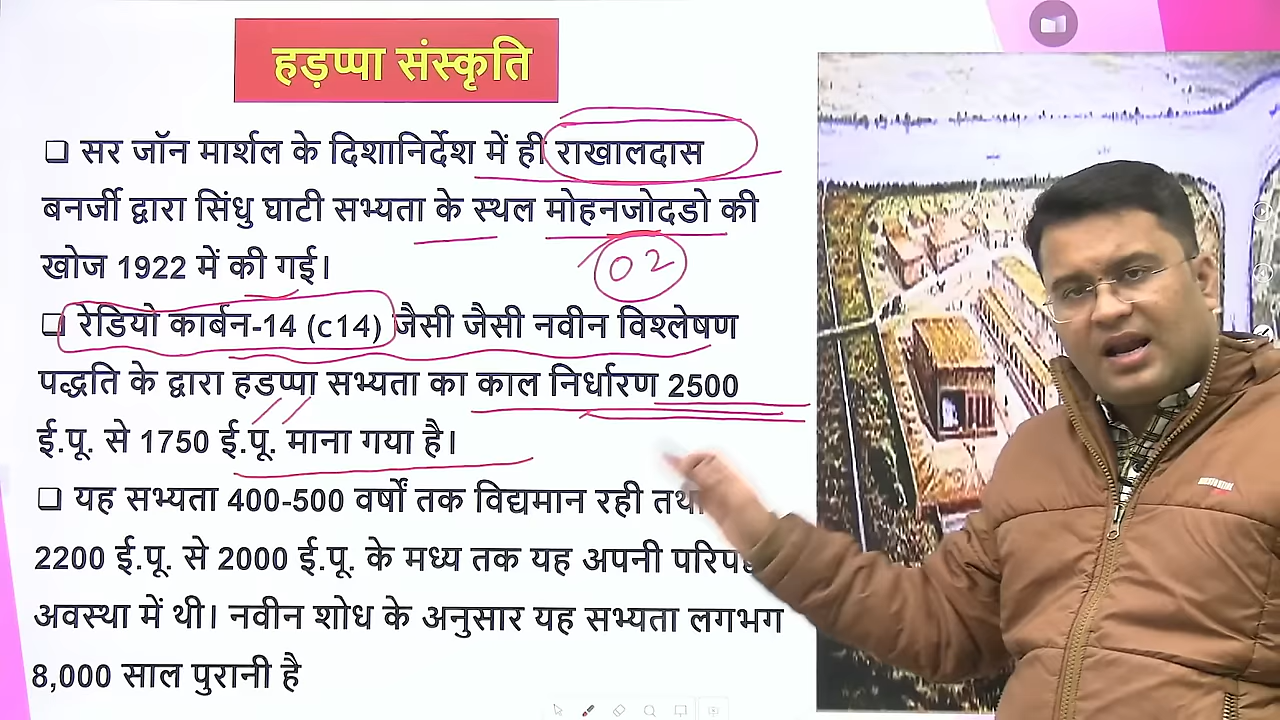 हड़प्पा संस्कृति
❑ सर जॉन मार्शल के दिशानिर्देश में ही राखालदास
बनर्जी द्वारा सिंधु घाटी सभ्यता के स्थल मोहनजोदडो की
खोज 1922 में की गई।
02
❑ रेडियो कार्बन-14 (c14) जैसी जैसी नवीन विश्लेषण
पद्धति के द्वारा हडप्पा सभ्यता का काल निर्धारण 2500
ई.पू. से 1750 ई.पू. माना गया है।
❑ यह सभ्यता 400-500 वर्षों तक विद्यमान रही
2200 ई.पू. से 2000 ई.पू. के मध्य तक यह अपनी
अवस्था में थी। नवीन शोध के अनुसार यह सभ्यता लगभग
8,000 साल पुरानी है